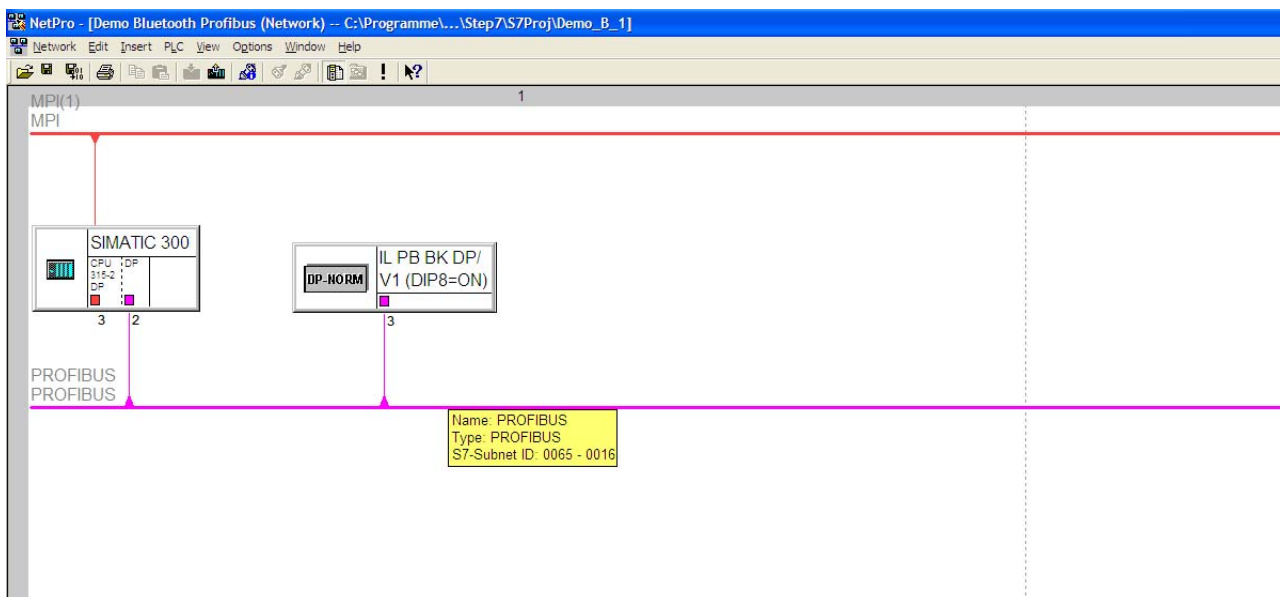 NetPro - [Demo Bluetooth Profibus (Network) -- C:\Programme\...\Step7\S7Proj\Demo_B_1]
Network Edit Insert PLC View Options Window Help
1
MPI(1)
MPI
SIMATIC 300
CPU 315-2 DP
DP
3 2
IL PB BK DP/
V1 (DIP8=ON)
DP-NORM
3
PROFIBUS
PROFIBUS
Name: PROFIBUS
Type: PROFIBUS
S7-Subnet ID: 0065 - 0016